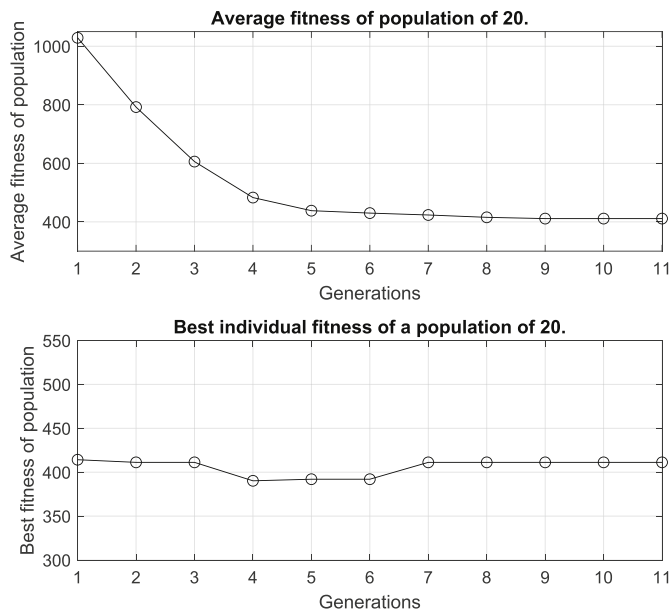 Average fitness of population of 20.
Average fitness of population
1000
800
600
400
1 2 3 4 5 6 7 8 9 10 11
Generations
Best individual fitness of a population of 20.
Best fitness of population
550
500
450
400
350
300
1 2 3 4 5 6 7 8 9 10 11
Generations